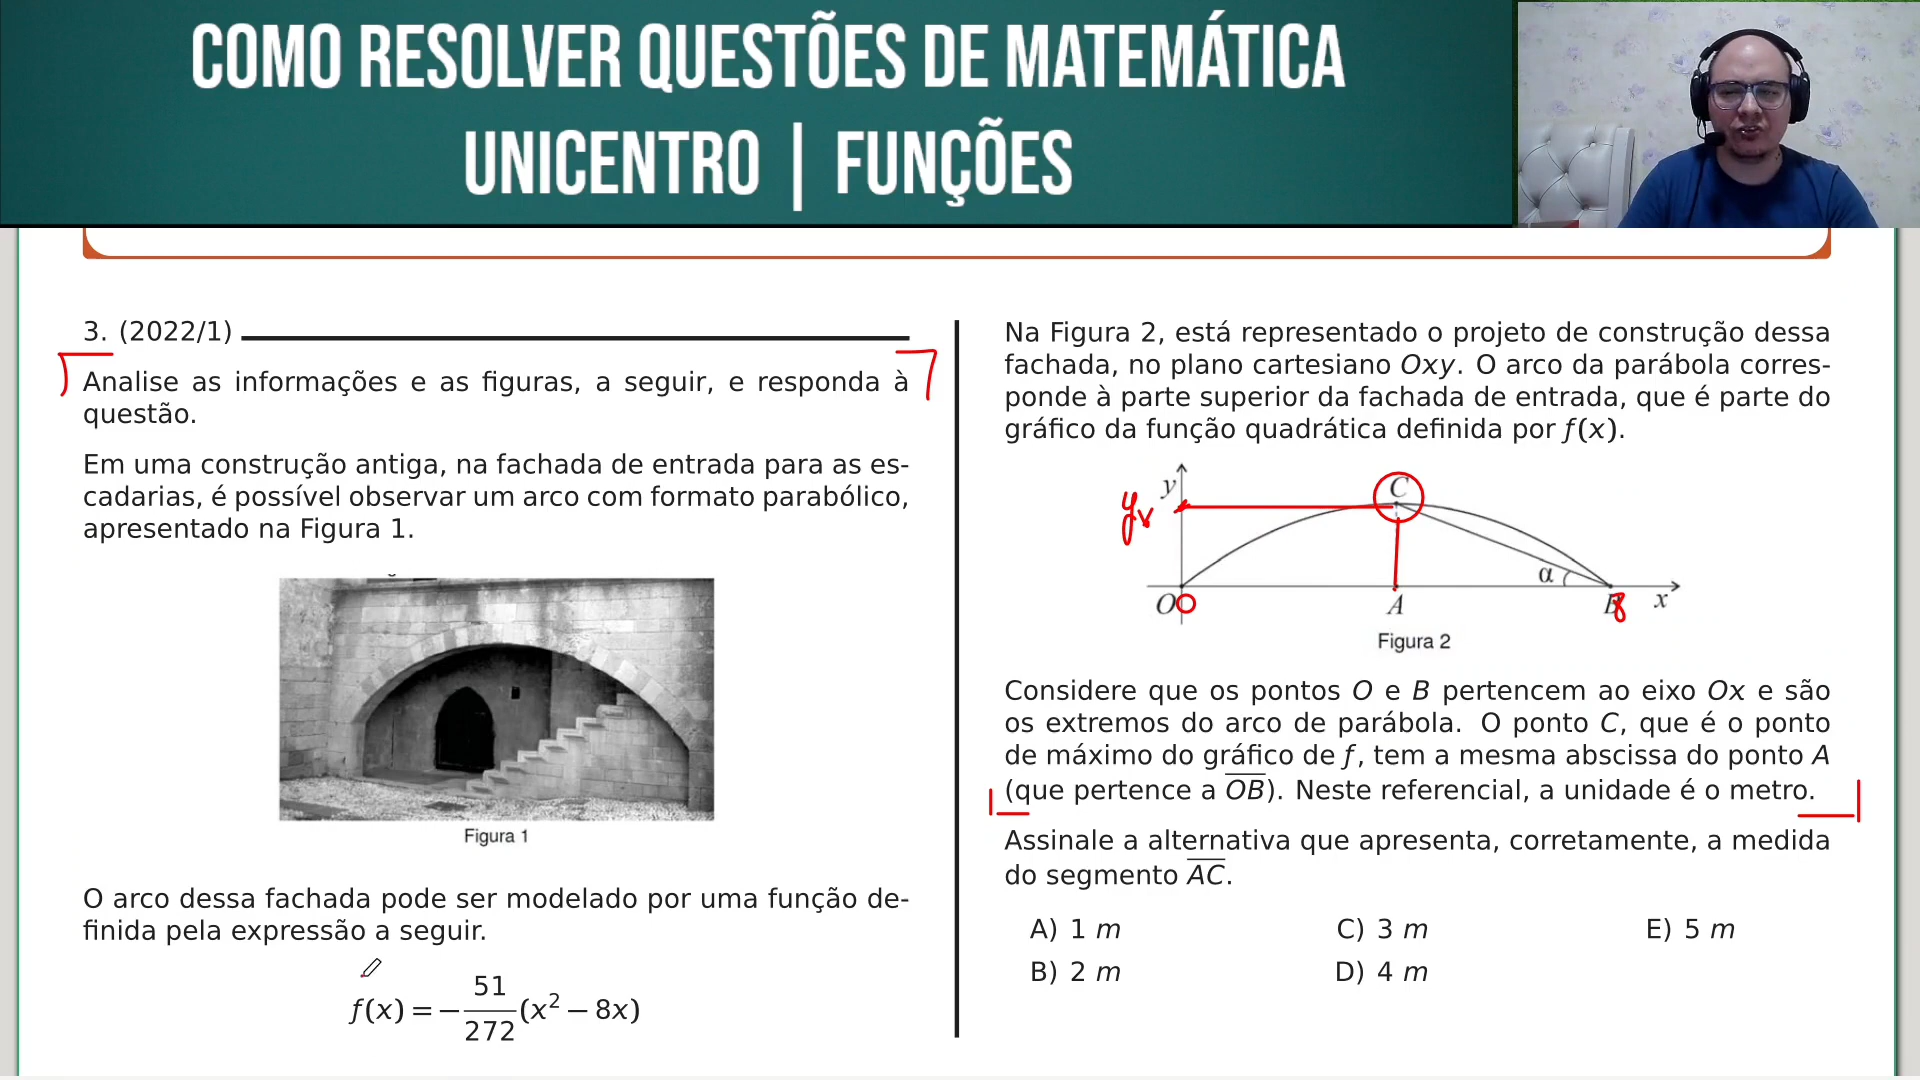 COMO RESOLVER QUESTÕES DE MATEMÁTICA
UNICENTRO | FUNÇÕES
3. (2022/1)
Analise as informações e as figuras, a seguir, e responda à
questão.
Em uma construção antiga, na fachada de entrada para as es-
cadarias, é possível observar um arco com formato parabólico,
apresentado na Figura 1.
Figura 1
O arco dessa fachada pode ser modelado por uma função de-
finida pela expressão a seguir.
f(x) = −51/272(x² − 8x)
Na Figura 2, está representado o projeto de construção dessa
fachada, no plano cartesiano Oxy. O arco da parábola corres-
ponde à parte superior da fachada de entrada, que é parte do
gráfico da função quadrática definida por f(x).
yv
y
C
α
O 0
A
B 8
x
Figura 2
Considere que os pontos O e B pertencem ao eixo Ox e são
os extremos do arco de parábola. O ponto C, que é o ponto
de máximo do gráfico de f, tem a mesma abscissa do ponto A
(que pertence a O̅B̅). Neste referencial, a unidade é o metro.
Assinale a alternativa que apresenta, corretamente, a medida
do segmento A̅C̅.
A) 1 m C) 3 m E) 5 m
B) 2 m D) 4 m